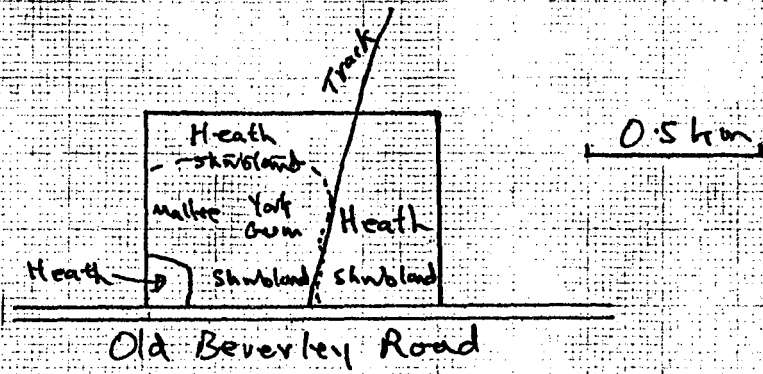 Track
Heath
0.5 km
Shrubland
Mallee York Gum
Heath
Heath
Shrubland
Shrubland
Old Beverley Road